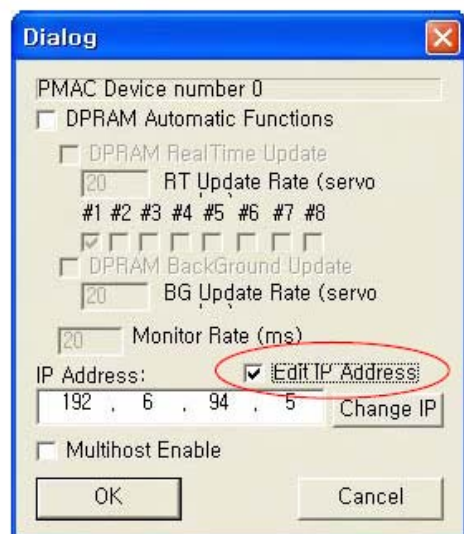 Dialog
PMAC Device number 0
DPRAM Automatic Functions
DPRAM RealTime Update
20 RT Update Rate (servo
#1 #2 #3 #4 #5 #6 #7 #8
DPRAM BackGround Update
20 BG Update Rate (servo
20 Monitor Rate (ms)
IP Address: Edit IP Address
192 . 6 . 94 . 5 Change IP
Multihost Enable
OK Cancel